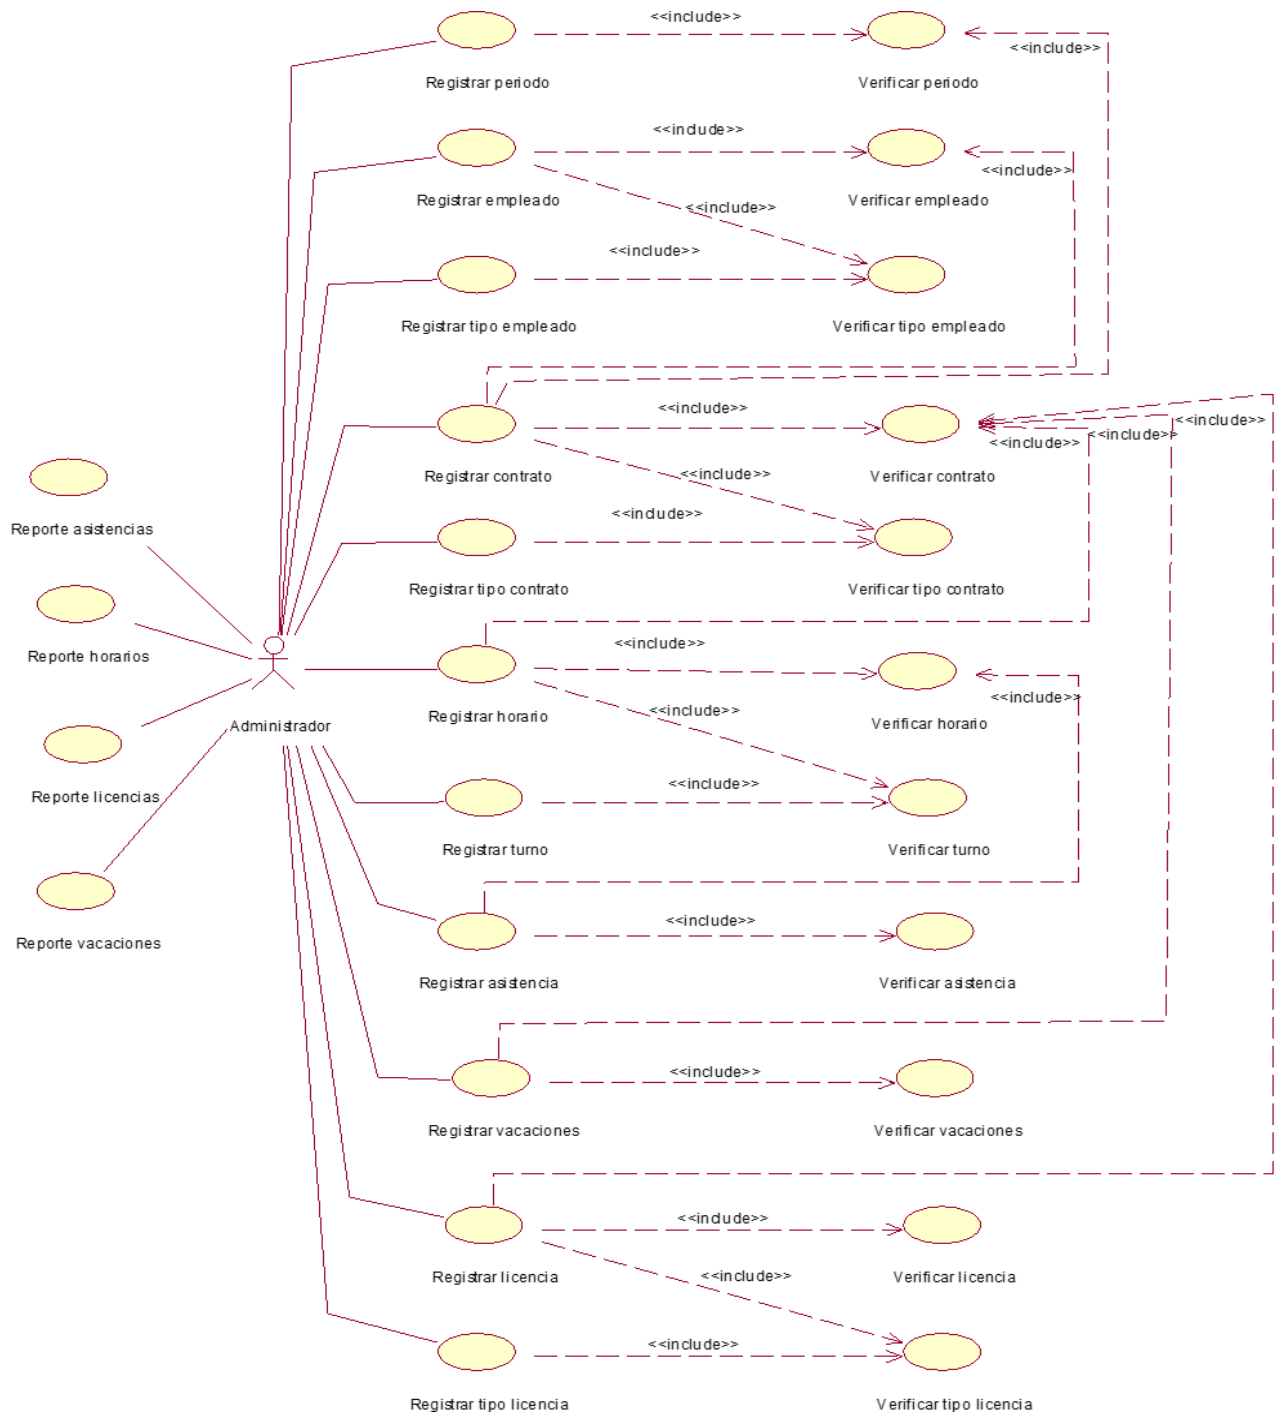 <<include>>
<<include>>
Registrar periodo
Verificar periodo
<<include>>
<<include>>
Registrar empleado
<<include>>
Verificar empleado
<<include>>
Registrar tipo empleado
Verificar tipo empleado
<<include>>
<<include>>
<<include>>
<<include>>
Registrar contrato
<<include>>
Verificar contrato
Reporte asistencias
<<include>>
Registrar tipo contrato
Verificar tipo contrato
Reporte horarios
<<include>>
<<include>>
Registrar horario
<<include>>
Verificar horario
Administrador
Reporte licencias
<<include>>
Registrar turno
Verificar turno
Reporte vacaciones
<<include>>
Registrar asistencia
Verificar asistencia
<<include>>
Registrar vacaciones
Verificar vacaciones
<<include>>
Registrar licencia
<<include>>
Verificar licencia
<<include>>
Registrar tipo licencia
Verificar tipo licencia